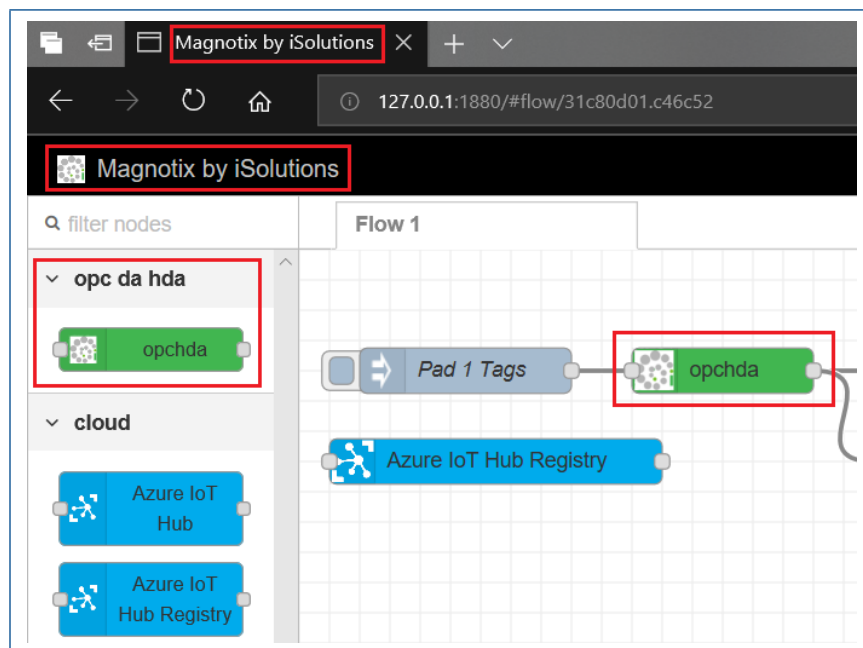 Magnotix by iSolutions
127.0.0.1:1880/#flow/31c80d01.c46c52
Magnotix by iSolutions
filter nodes
Flow 1
opc da hda
opchda
Pad 1 Tags
opchda
cloud
Azure IoT Hub Registry
Azure IoT
Hub
Azure IoT
Hub Registry